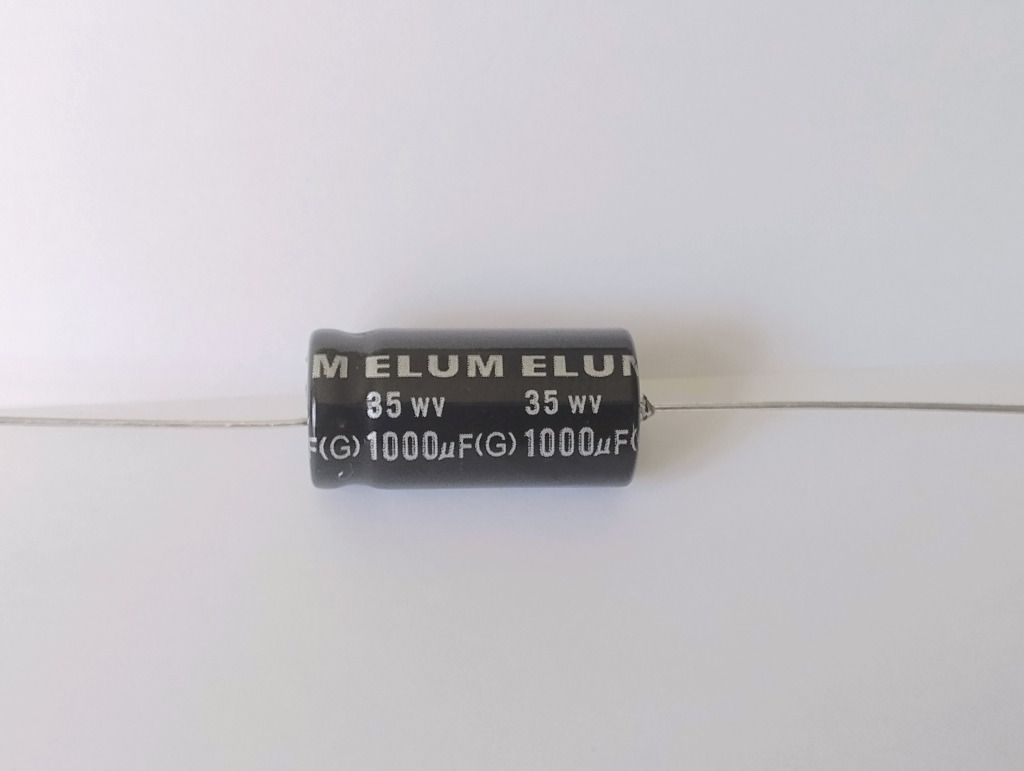 M ELUM ELUM
35 WV 35 WV
F(G) 1000µF(G) 1000µF(